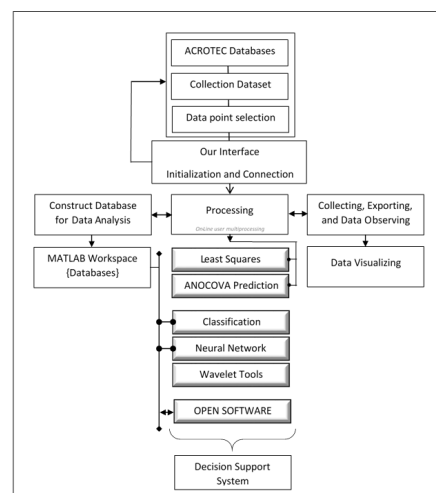 ACROTEC Databases
Collection Dataset
Data point selection
Our Interface
Initialization and Connection
Construct Database
for Data Analysis
Processing
OnLine user multiprocessing
Collecting, Exporting,
and Data Observing
MATLAB Workspace
{Databases}
Least Squares
Data Visualizing
ANOCOVA Prediction
Classification
Neural Network
Wavelet Tools
OPEN SOFTWARE
Decision Support
System